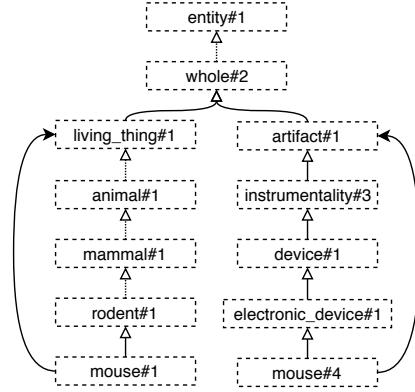 entity#1
whole#2
living_thing#1
artifact#1
animal#1
instrumentality#3
mammal#1
device#1
rodent#1
electronic_device#1
mouse#1
mouse#4